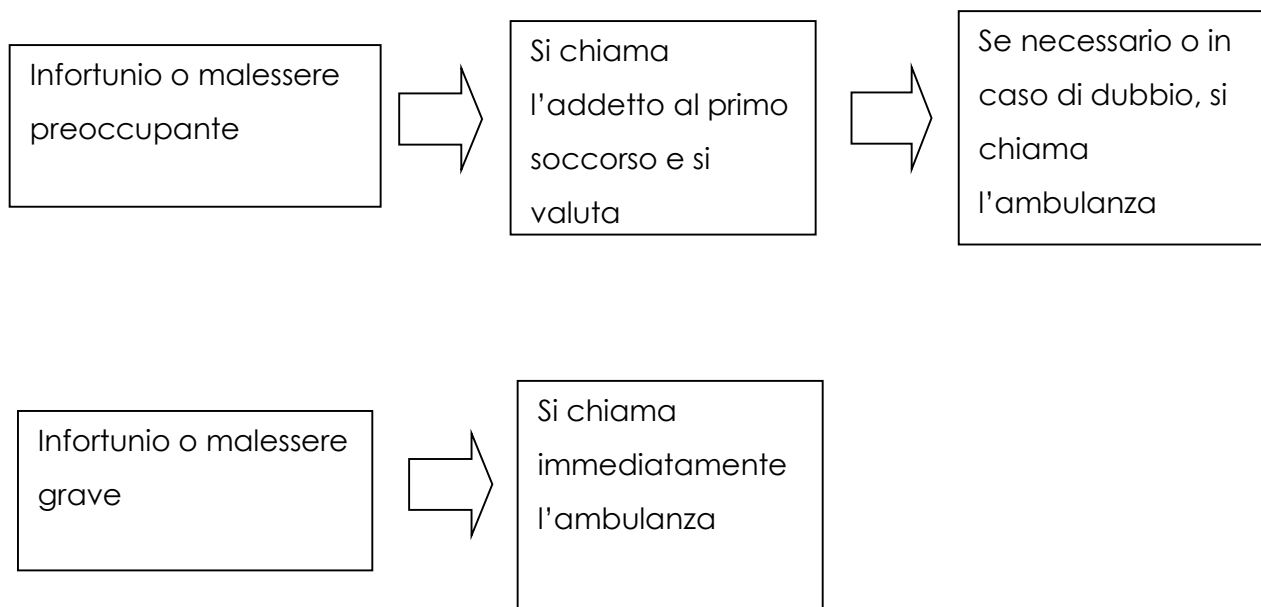 Infortunio o malessere
preoccupante
Si chiama
l’addetto al primo
soccorso e si
valuta
Se necessario o in
caso di dubbio, si
chiama
l’ambulanza
Infortunio o malessere
grave
Si chiama
immediatamente
l’ambulanza